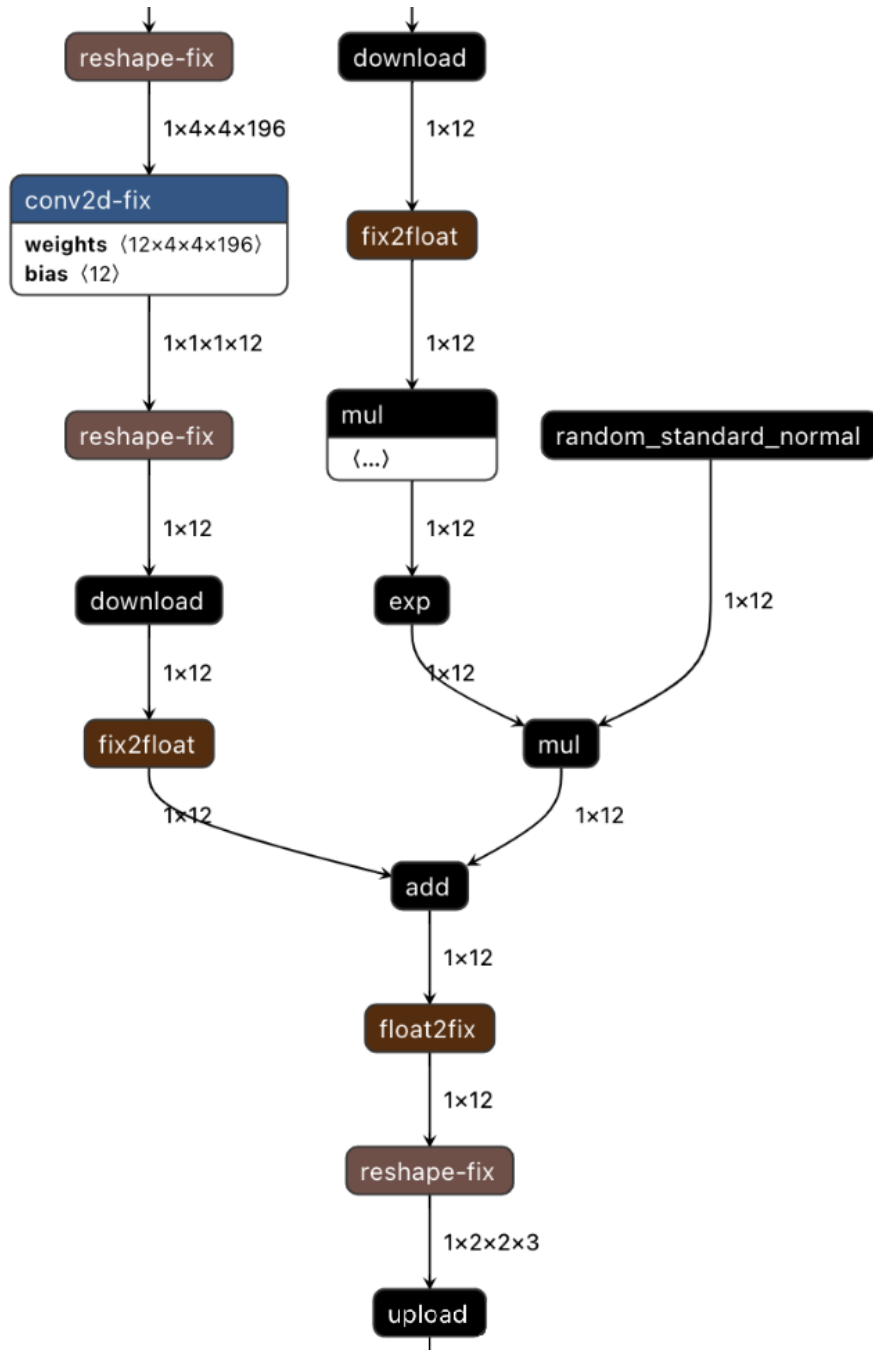 reshape-fix
download
1×4×4×196
1×12
conv2d-fix
weights ⟨12×4×4×196⟩
bias ⟨12⟩
fix2float
1×1×1×12
1×12
mul
⟨…⟩
reshape-fix
random_standard_normal
1×12
1×12
download
exp
1×12
1×12
1×12
fix2float
mul
1×12
1×12
add
1×12
float2fix
1×12
reshape-fix
1×2×2×3
upload